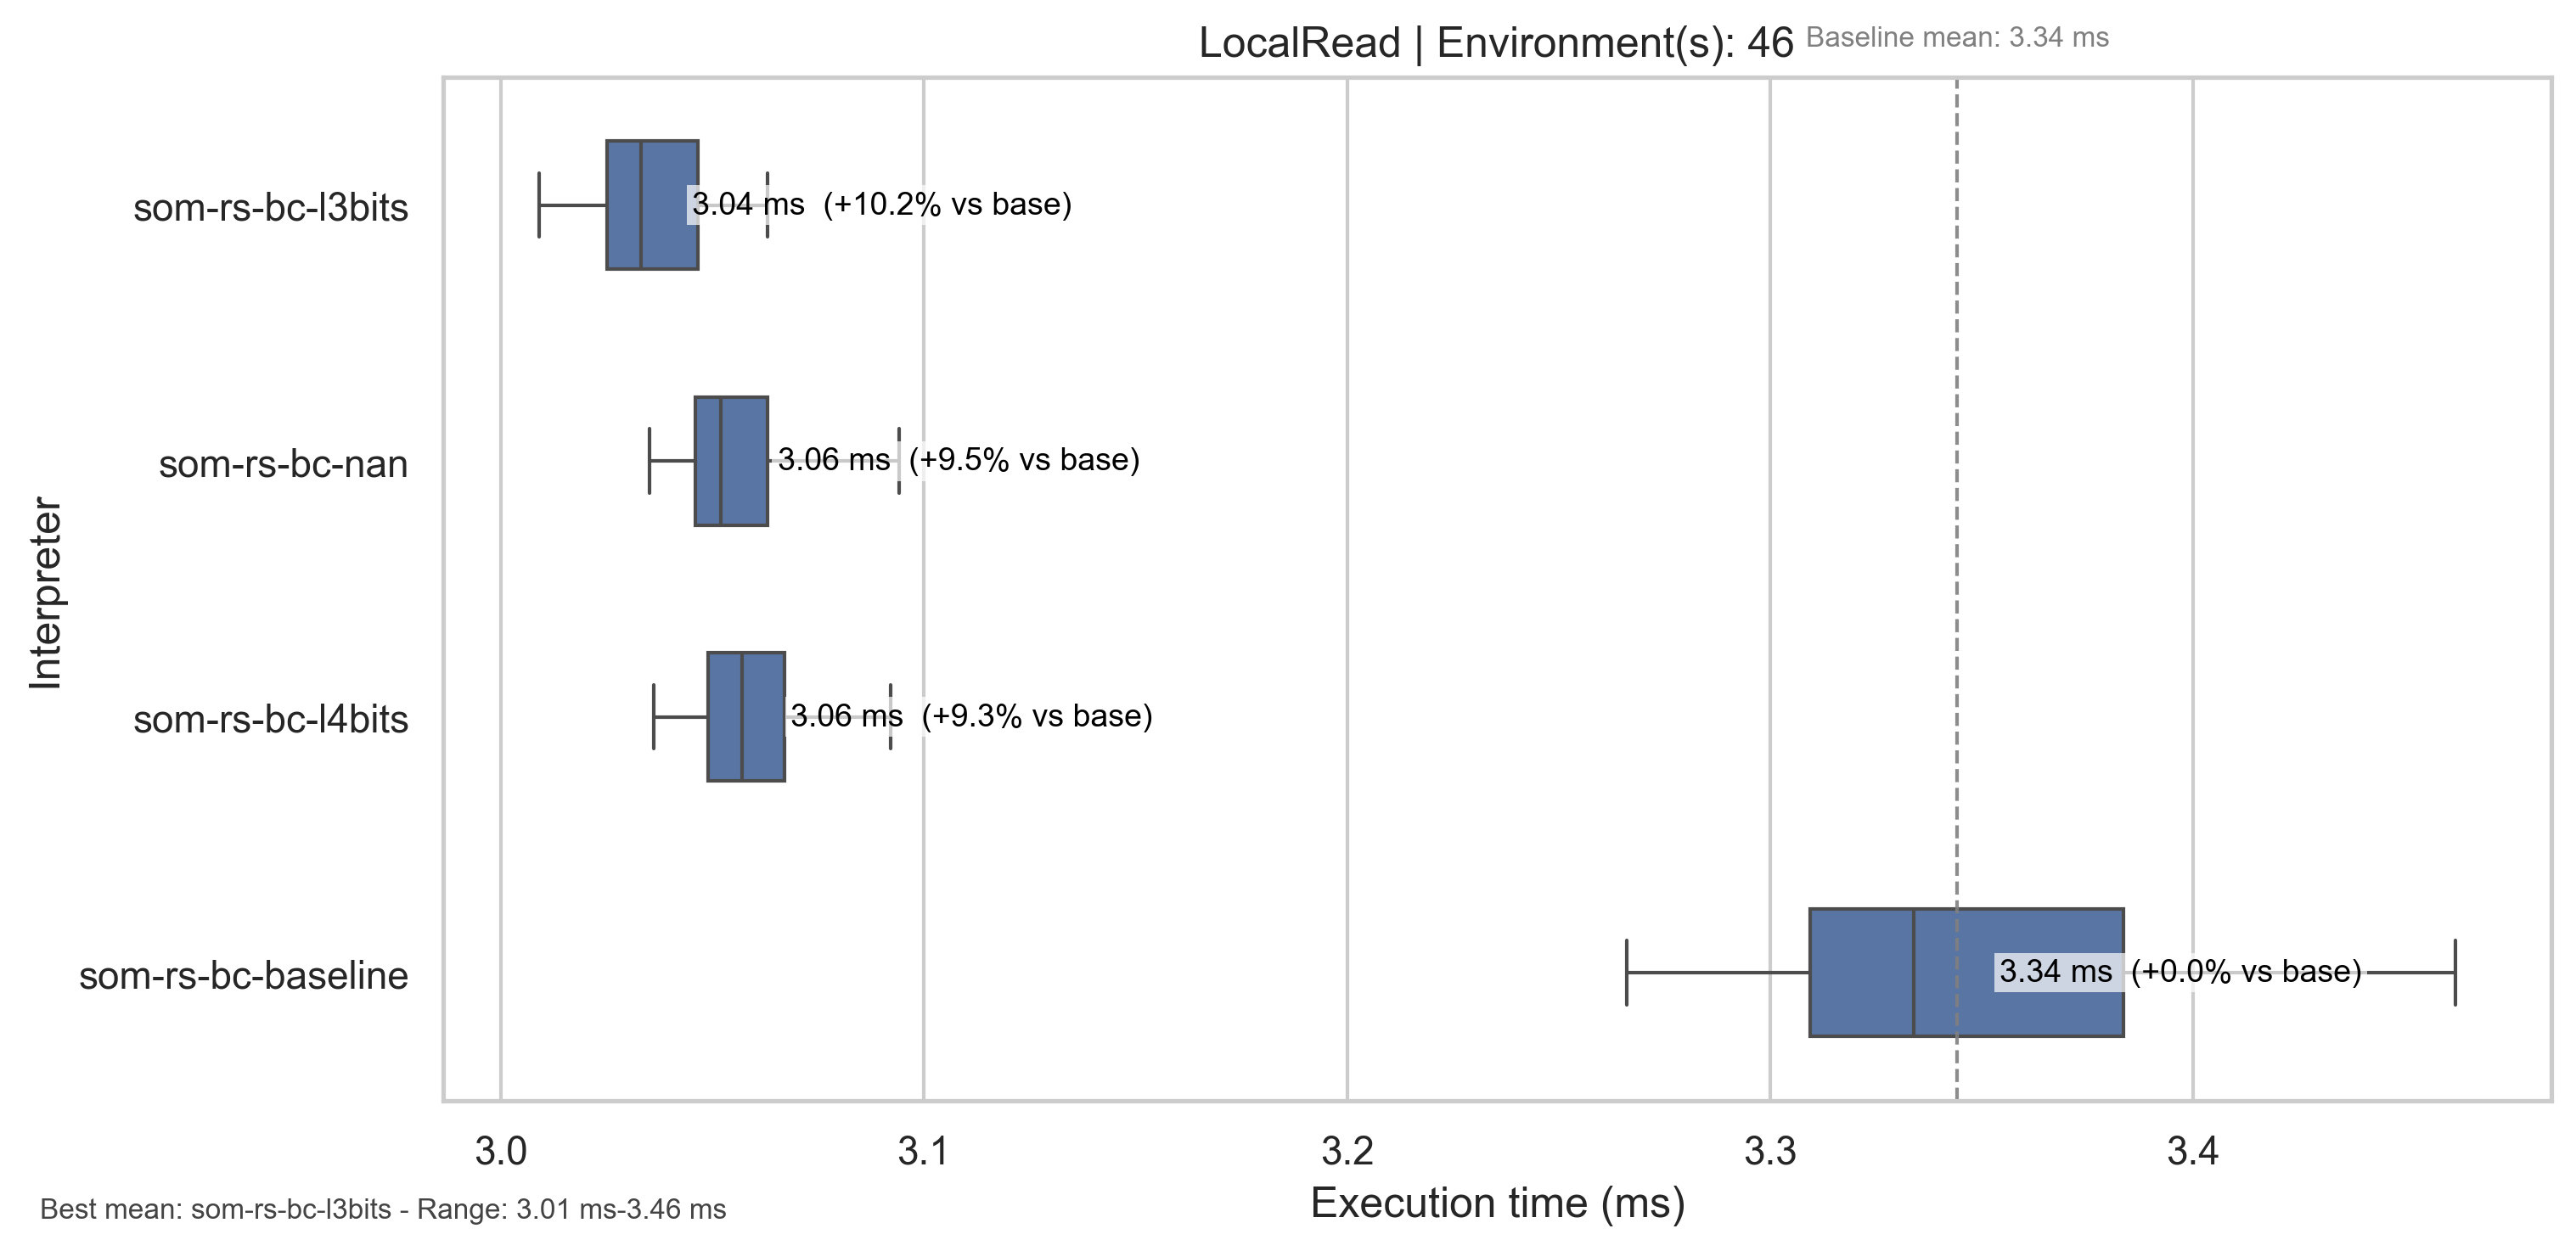 LocalRead | Environment(s): 46
Baseline mean: 3.34 ms
som-rs-bc-l3bits
3.04 ms  (+10.2% vs base)
som-rs-bc-nan
3.06 ms  (+9.5% vs base)
som-rs-bc-l4bits
3.06 ms  (+9.3% vs base)
som-rs-bc-baseline
3.34 ms  (+0.0% vs base)
Interpreter
3.0 3.1 3.2 3.3 3.4
Execution time (ms)
Best mean: som-rs-bc-l3bits - Range: 3.01 ms-3.46 ms